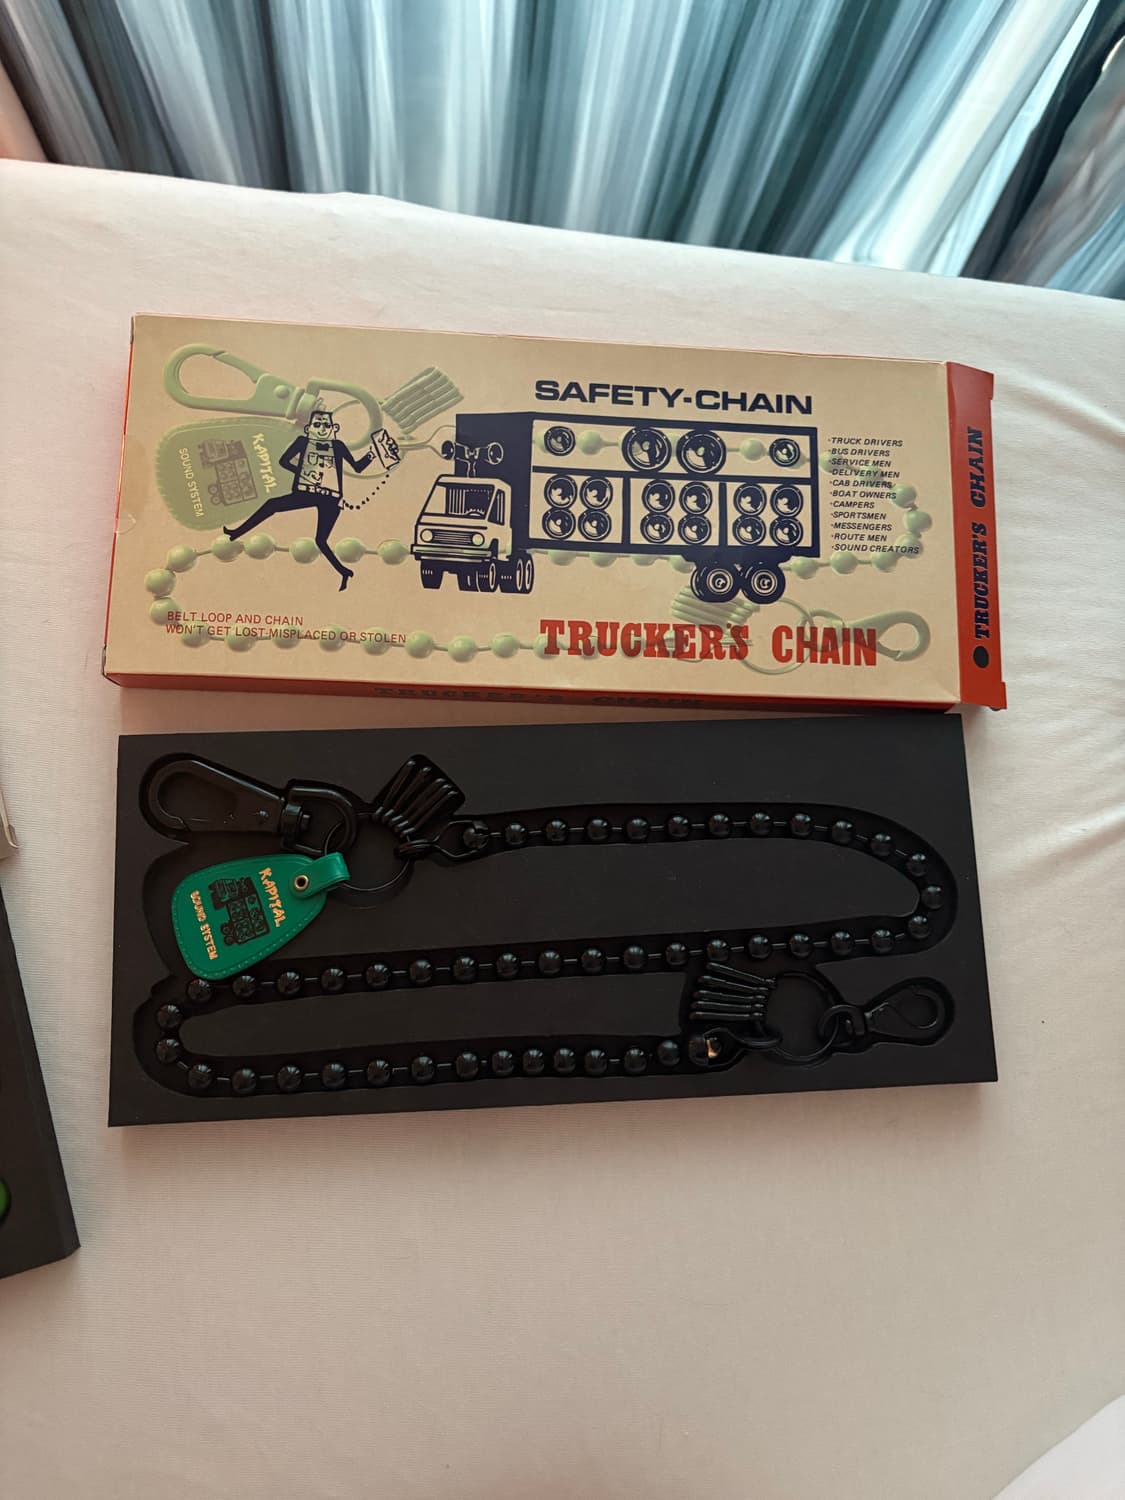 SAFETY-CHAIN
KAPITAL
SOUND SYSTEM
·TRUCK DRIVERS
·BUS DRIVERS
·SERVICE MEN
·DELIVERY MEN
·CAB DRIVERS
·BOAT OWNERS
·CAMPERS
·SPORTSMEN
·MESSENGERS
·ROUTE MEN
·SOUND CREATORS
BELT LOOP AND CHAIN
WON'T GET LOST·MISPLACED OR STOLEN
TRUCKER'S CHAIN
●TRUCKER'S CHAIN
TRUCKER'S CHAIN
KAPITAL
SOUND SYSTEM